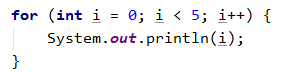 for (int i = 0; i < 5; i++) {
    System.out.println(i);
}